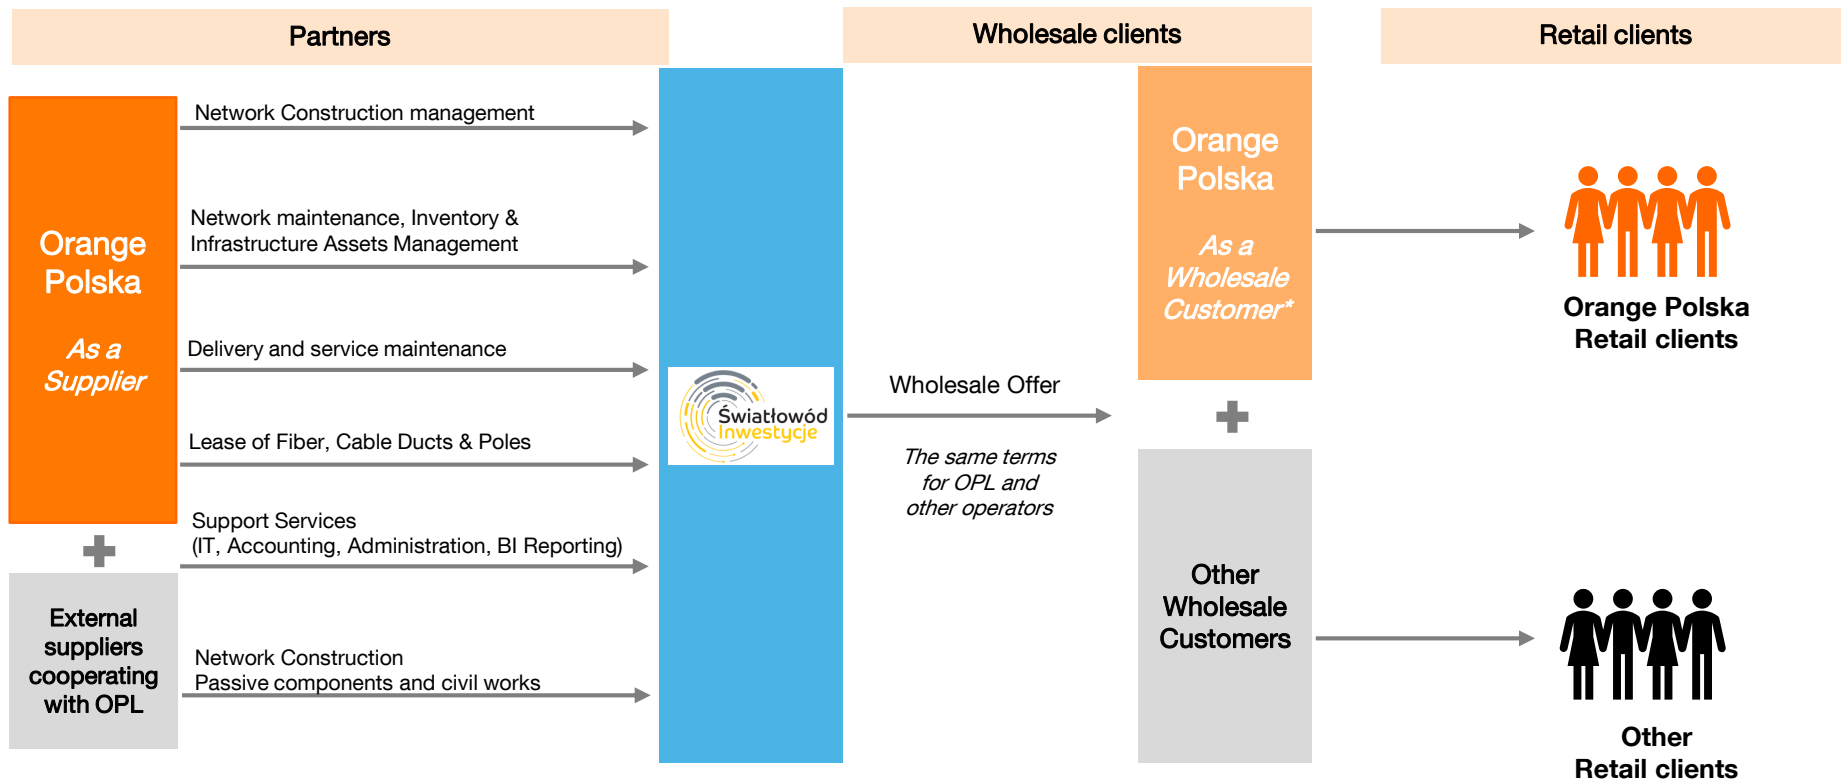 Partners
Wholesale clients
Retail clients
Orange
Polska
As a
Supplier
External
suppliers
cooperating
with OPL
Network Construction management
Network maintenance, Inventory &
Infrastructure Assets Management
Delivery and service maintenance
Lease of Fiber, Cable Ducts & Poles
Support Services
(IT, Accounting, Administration, BI Reporting)
Network Construction
Passive components and civil works
Światłowód
Inwestycje
Wholesale Offer
The same terms
for OPL and
other operators
Orange
Polska
As a
Wholesale
Customer*
Other
Wholesale
Customers
Orange Polska
Retail clients
Other
Retail clients